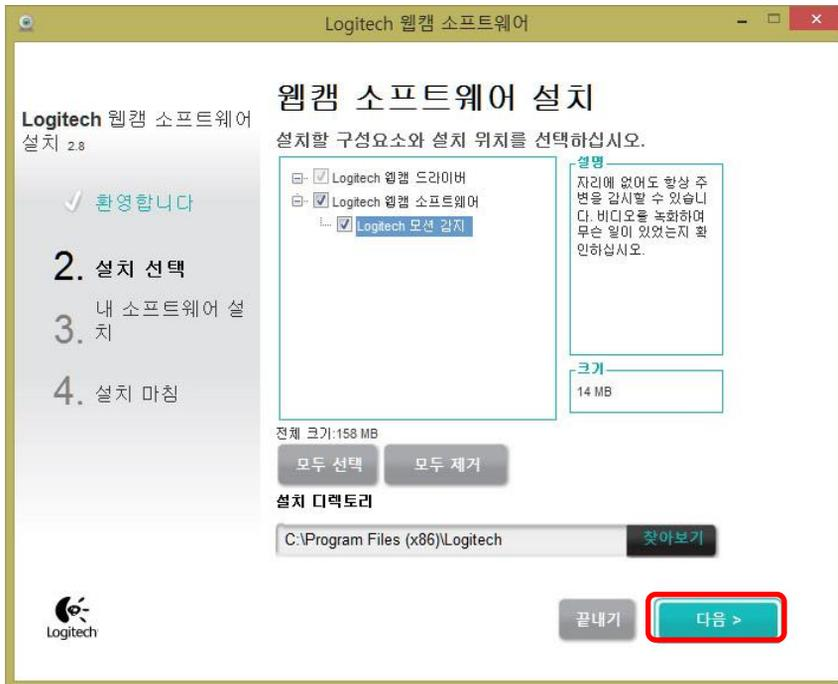 Logitech 웹캠 소프트웨어
Logitech 웹캠 소프트웨어
설치 2.8
환영합니다
2. 설치 선택
내 소프트웨어 설
3. 치
4. 설치 마침
Logitech
웹캠 소프트웨어 설치
설치할 구성요소와 설치 위치를 선택하십시오.
Logitech 웹캠 드라이버
Logitech 웹캠 소프트웨어
Logitech 모션 감지
설명
자리에 없어도 항상 주
변을 감시할 수 있습니
다. 비디오를 녹화하여
무슨 일이 있었는지 확
인하십시오.
크기
14 MB
전체 크기:158 MB
모두 선택
모두 제거
설치 디렉토리
C:\Program Files (x86)\Logitech
찾아보기
끝내기
다음 >